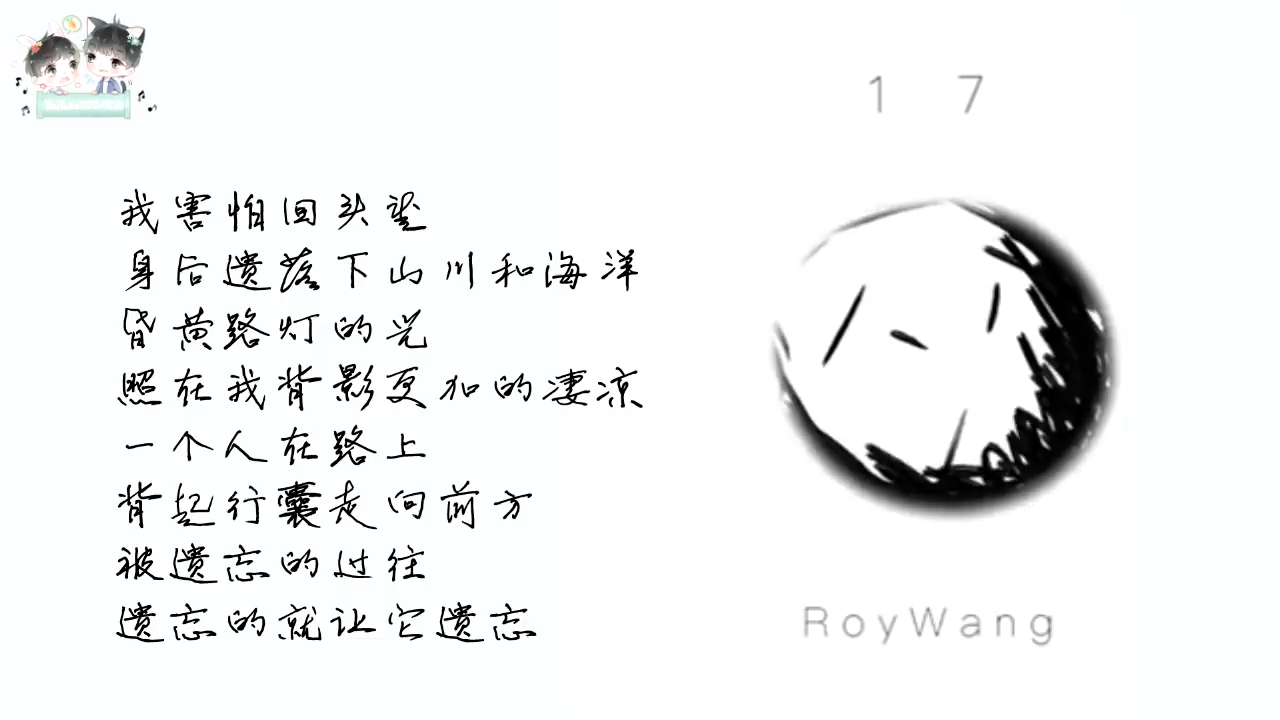 17
我害怕回头望
身后遗落下山川和海洋
昏黄路灯的光
照在我背影更加的凄凉
一个人在路上
背起行囊走向前方
被遗忘的过往
遗忘的就让它遗忘
RoyWang